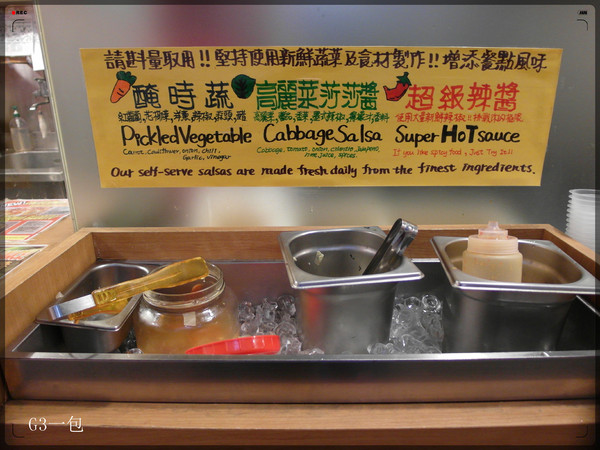 請斟量取用!!堅持使用新鮮蔬菜及食材製作!!增添餐點風味
醃時蔬 高麗菜莎莎醬 超級辣醬
Pickled Vegetable Cabbage Salsa Super HoT sauce
Carot, Cauliflower, onion, chili, Garlic, vinegar
Cabbage, tomato, onion, cilantro, Jalapeno, lime juice, spices.
If you like spicy food, Just Try It!!
Our self-serve salsas are made fresh daily from the finest ingredients.
G3一包